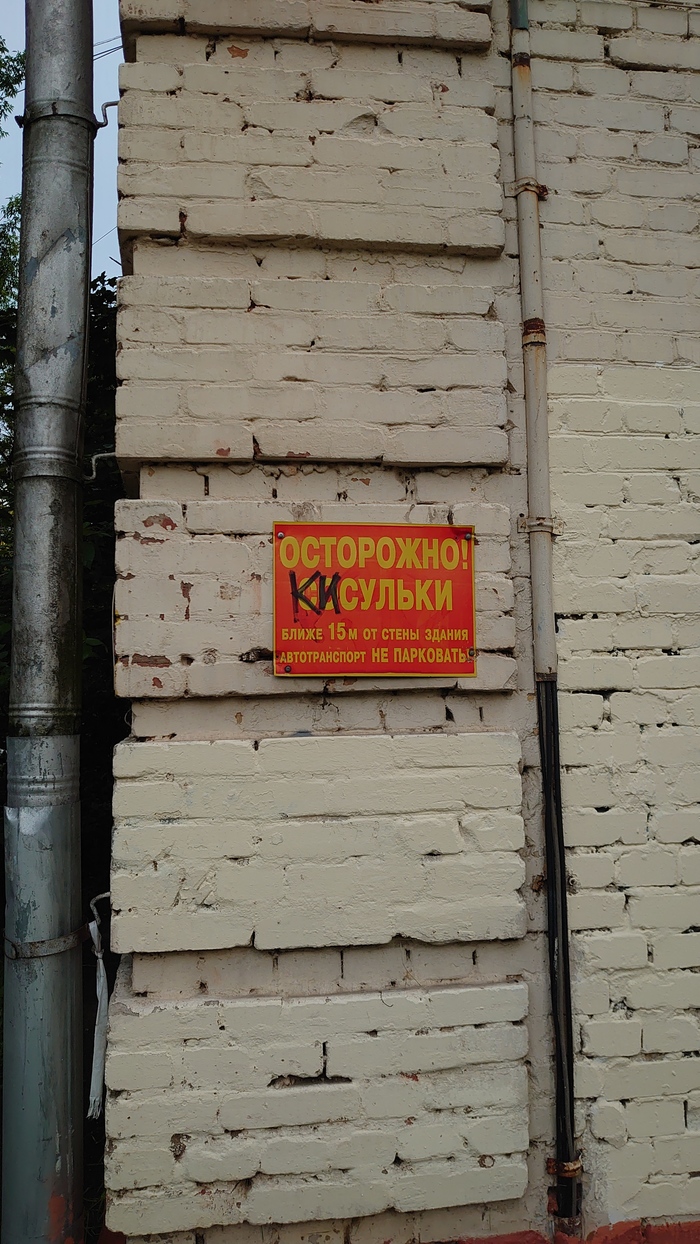 ОСТОРОЖНО!
КИСУЛЬКИ
БЛИЖЕ 15м ОТ СТЕНЫ ЗДАНИЯ
АВТОТРАНСПОРТ НЕ ПАРКОВАТЬ!